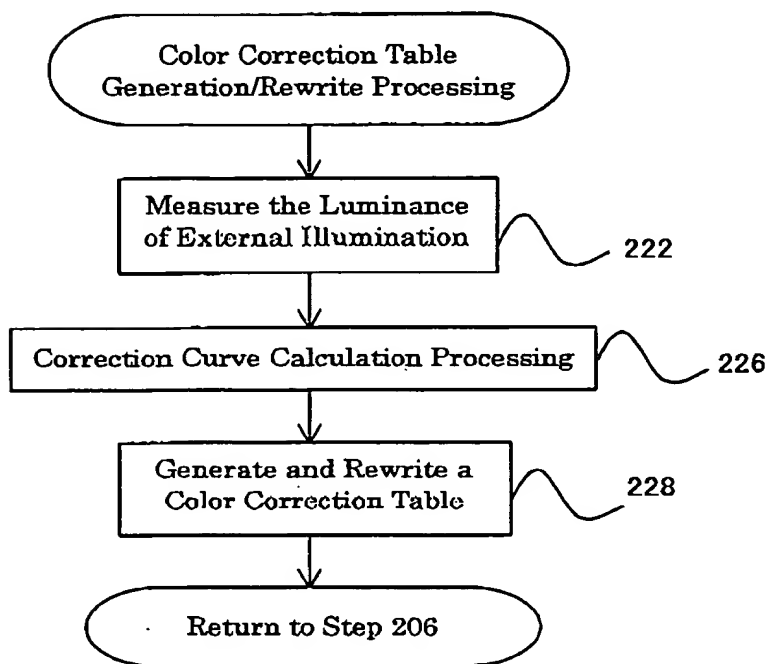 Color Correction Table
Generation/Rewrite Processing
Measure the Luminance
of External Illumination
222
Correction Curve Calculation Processing
226
Generate and Rewrite a
Color Correction Table
228
Return to Step 206